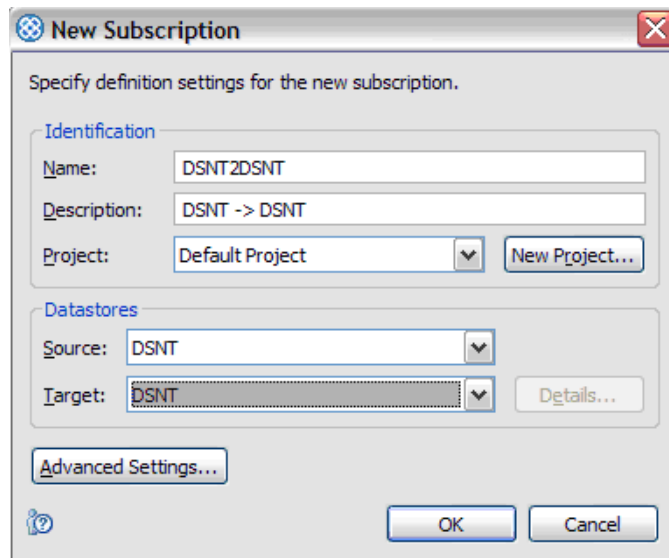 New Subscription
Specify definition settings for the new subscription.
Identification
Name: DSNT2DSNT
Description: DSNT -> DSNT
Project: Default Project New Project...
Datastores
Source: DSNT
Target: DSNT Details...
Advanced Settings...
OK Cancel